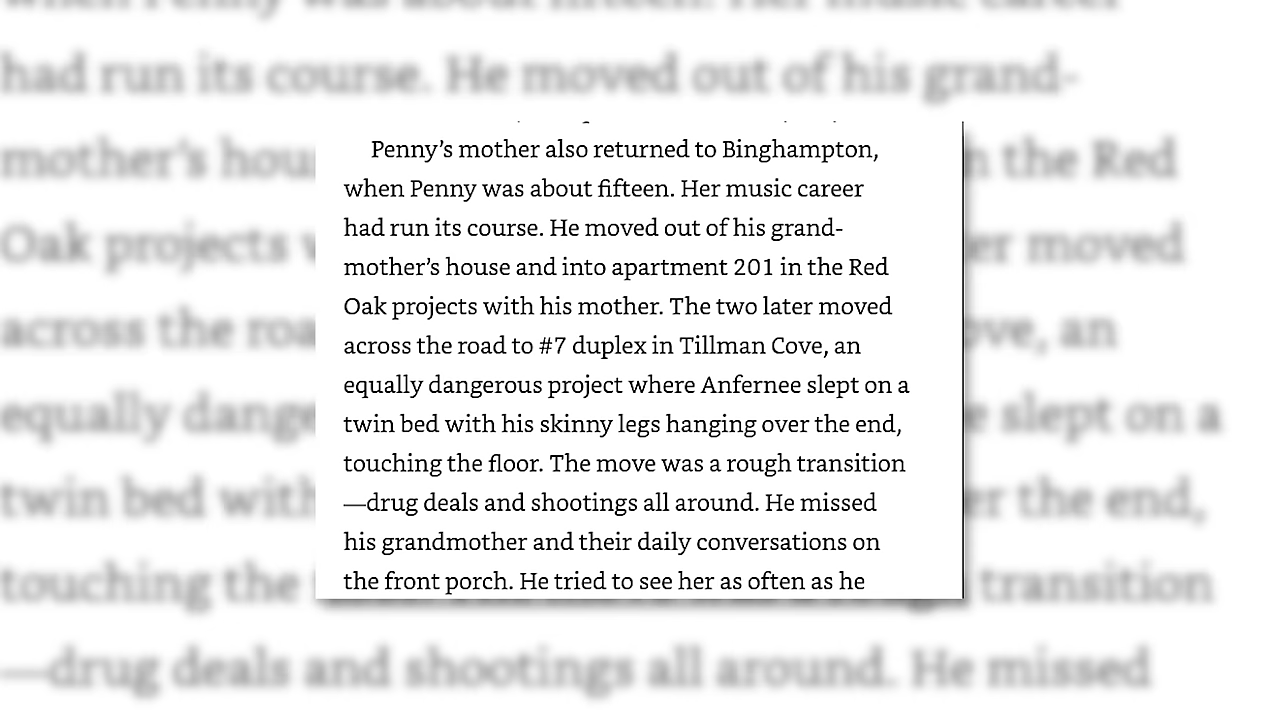 Penny's mother also returned to Binghampton,
when Penny was about fifteen. Her music career
had run its course. He moved out of his grand-
mother's house and into apartment 201 in the Red
Oak projects with his mother. The two later moved
across the road to #7 duplex in Tillman Cove, an
equally dangerous project where Anfernee slept on a
twin bed with his skinny legs hanging over the end,
touching the floor. The move was a rough transition
—drug deals and shootings all around. He missed
his grandmother and their daily conversations on
the front porch. He tried to see her as often as he